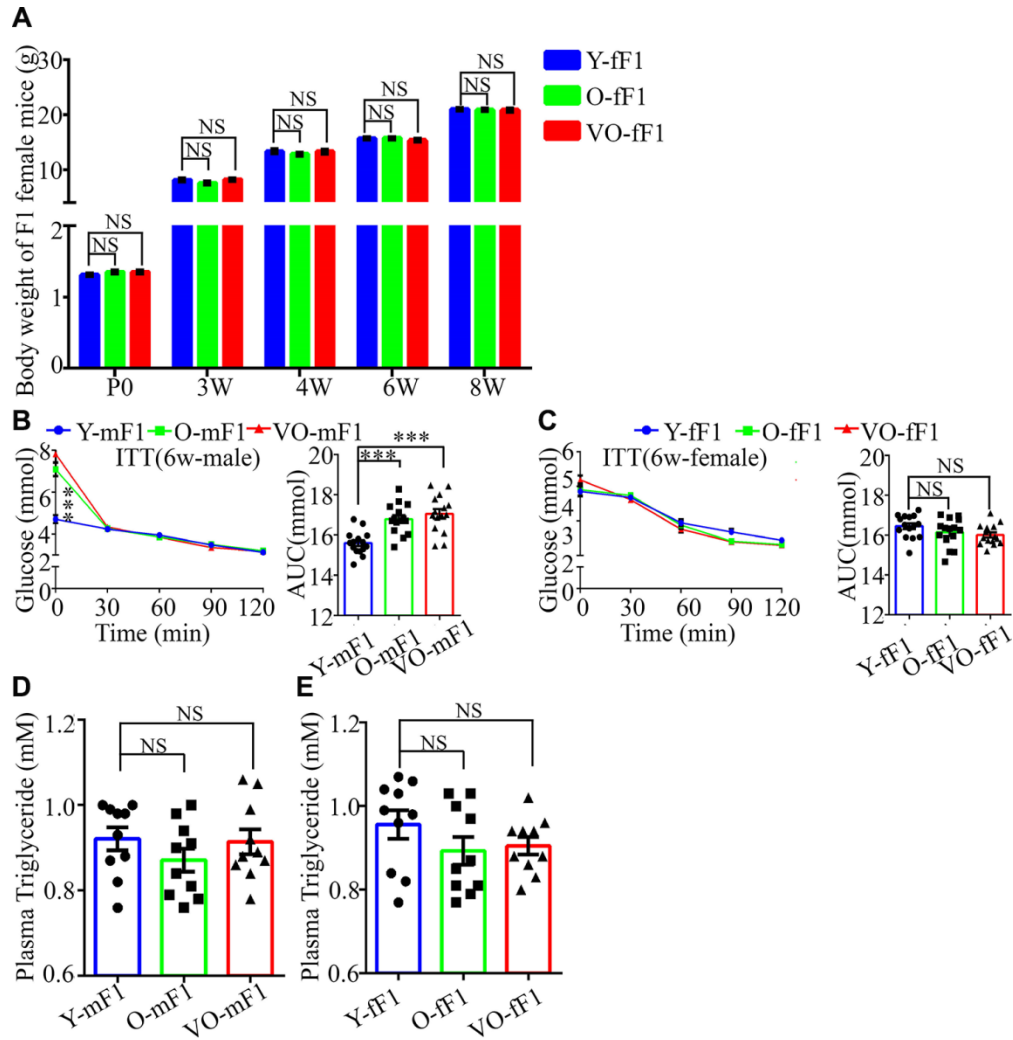 A
Body weight of F1 female mice (g)
30
20
10
2
1
0
NS
NS
NS
NS
NS
NS
NS
NS
NS
NS
P0
3W
4W
6W
8W
Y-fF1
O-fF1
VO-fF1
B
Y-mF1
O-mF1
VO-mF1
ITT(6w-male)
Glucose (mmol)
8
6
4
2
2
0
***
0
30
60
90
120
Time (min)
AUC(mmol)
20
18
16
14
12
***
***
Y-mF1
O-mF1
VO-mF1
C
Y-fF1
O-fF1
VO-fF1
ITT(6w-female)
Glucose (mmol)
6
5
4
3
2
0
0
30
60
90
120
Time (min)
AUC(mmol)
20
18
16
14
12
NS
NS
Y-fF1
O-fF1
VO-fF1
D
Plasma Triglyceride (mM)
1.2
1.0
0.8
0.6
NS
NS
Y-mF1
O-mF1
VO-mF1
E
Plasma Triglyceride (mM)
1.2
1.0
0.8
0.6
NS
NS
Y-fF1
O-fF1
VO-fF1